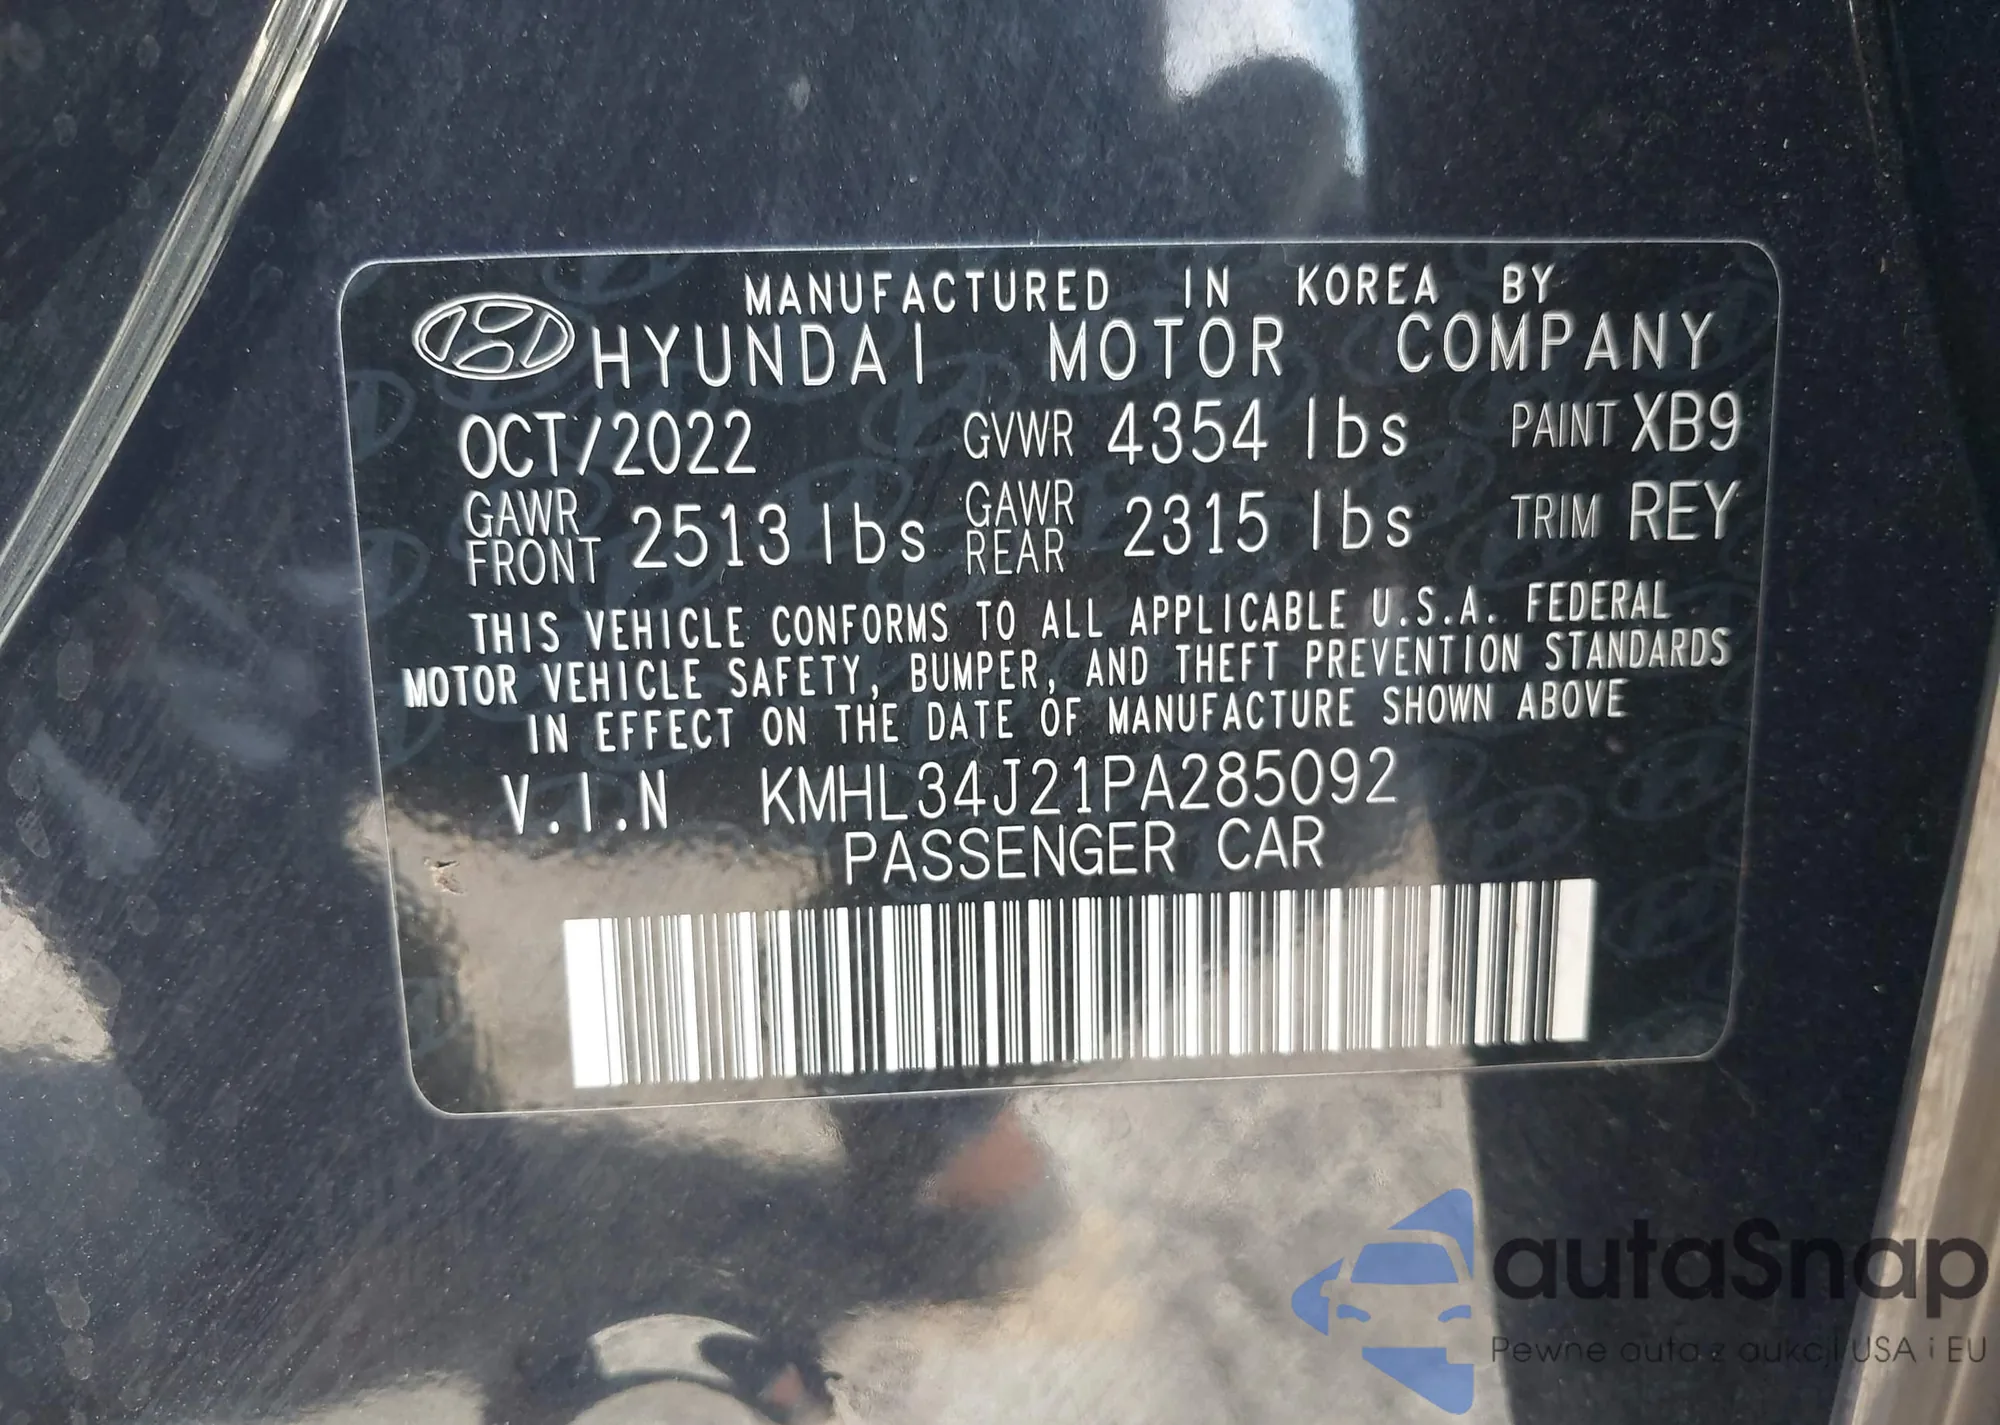 MANUFACTURED IN KOREA BY
HYUNDAI MOTOR COMPANY
OCT/2022 GVWR 4354 lbs PAINT XB9
GAWR FRONT 2513 lbs GAWR REAR 2315 lbs TRIM REY
THIS VEHICLE CONFORMS TO ALL APPLICABLE U.S.A. FEDERAL
MOTOR VEHICLE SAFETY, BUMPER, AND THEFT PREVENTION STANDARDS
IN EFFECT ON THE DATE OF MANUFACTURE SHOWN ABOVE
V.I.N KMHL34J21PA285092
PASSENGER CAR
autaSnap
Pewne auta z aukcji USA i EU